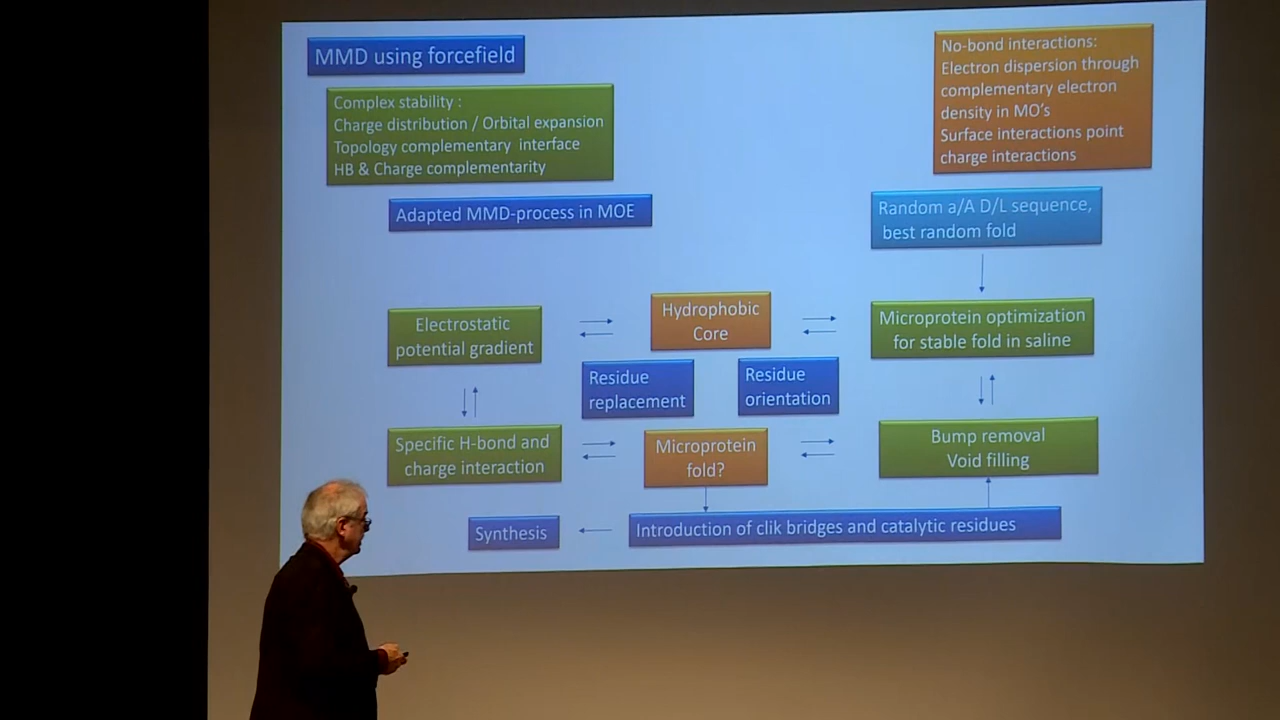 MMD using forcefield
Complex stability :
Charge distribution / Orbital expansion
Topology complementary interface
HB & Charge complementarity
No-bond interactions:
Electron dispersion through
complementary electron
density in MO's
Surface interactions point
charge interactions
Adapted MMD-process in MOE
Random a/A D/L sequence,
best random fold
Electrostatic
potential gradient
Hydrophobic
Core
Microprotein optimization
for stable fold in saline
Residue
replacement
Residue
orientation
Specific H-bond and
charge interaction
Microprotein
fold?
Bump removal
Void filling
Synthesis
Introduction of clik bridges and catalytic residues